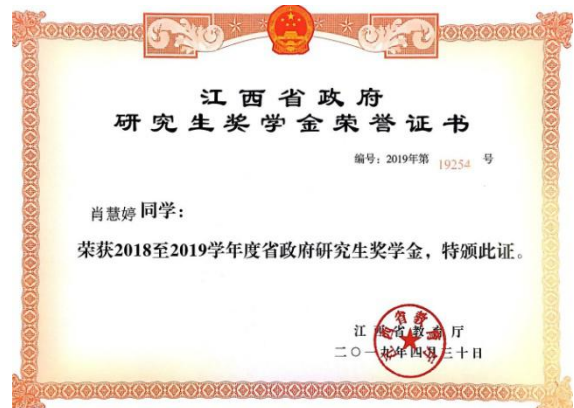 江西省政府
研究生奖学金荣誉证书
编号：2019年第 19254 号
肖慧婷同学：
荣获2018至2019学年度省政府研究生奖学金，特颁此证。
江西省教育厅
二〇一九年四月三十日